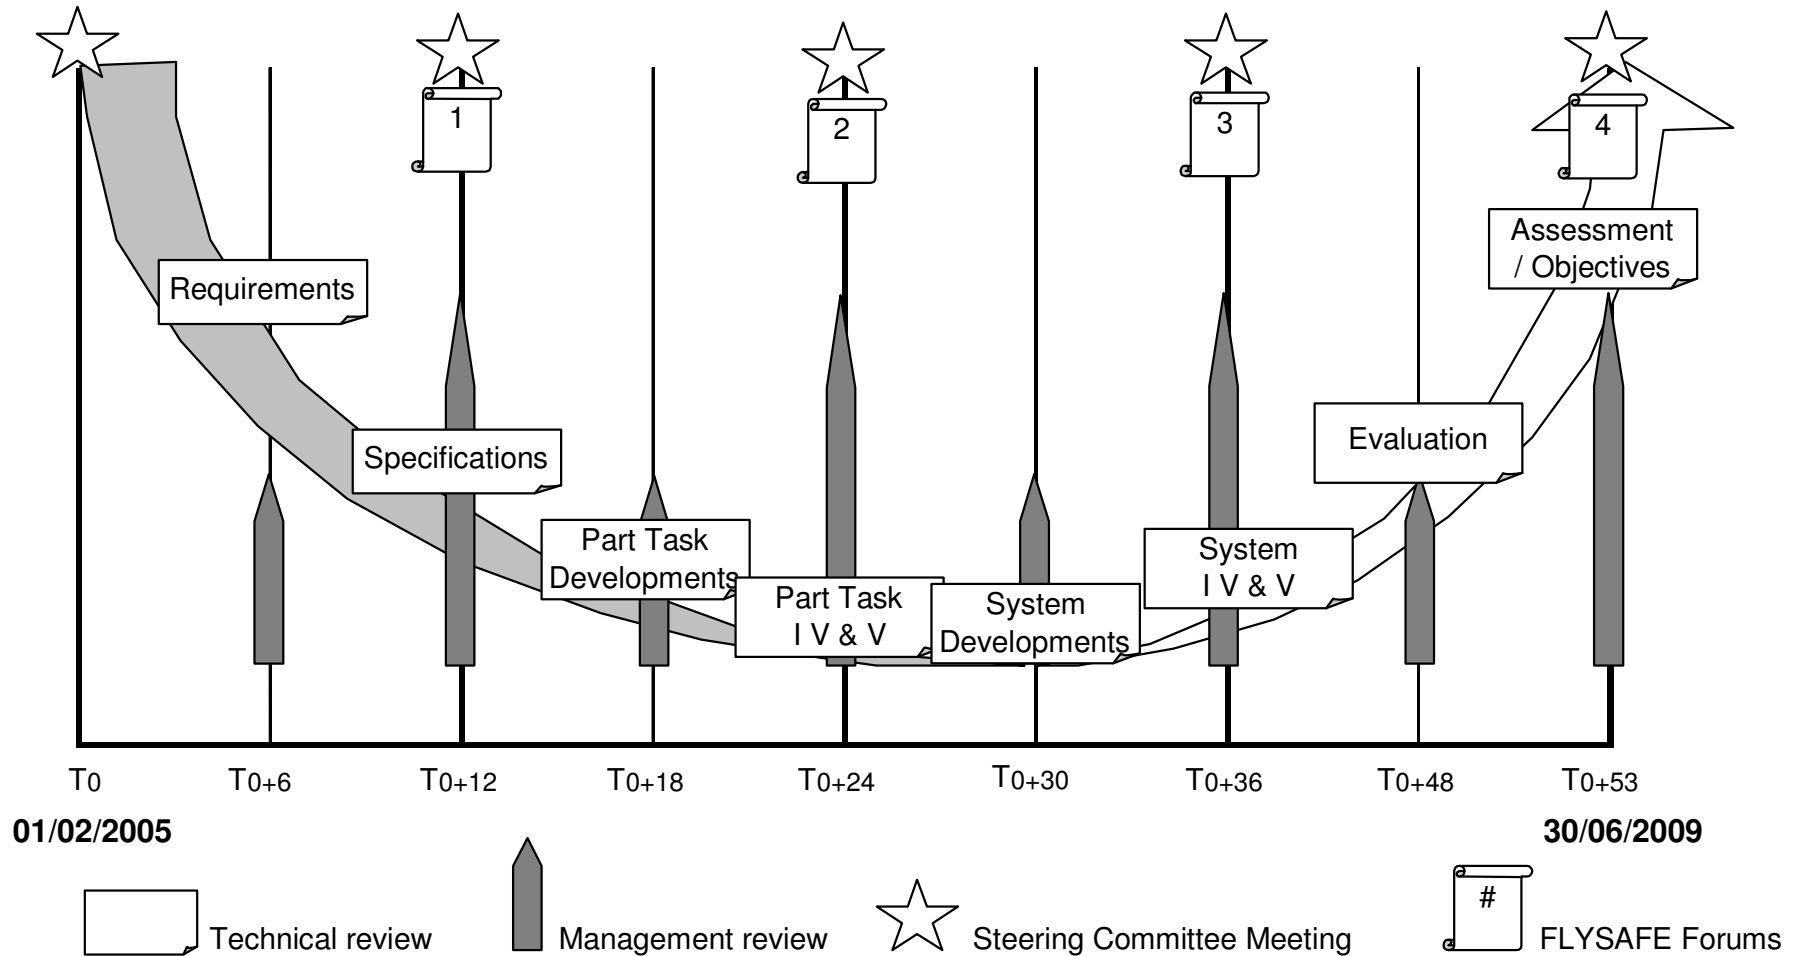 1
2
3
4
Assessment
/ Objectives
Requirements
Evaluation
Specifications
Part Task
Developments
System
I V & V
Part Task
I V & V
System
Developments
T0
T0+6
T0+12
T0+18
T0+24
T0+30
T0+36
T0+48
T0+53
01/02/2005
30/06/2009
#
Technical review
Management review
Steering Committee Meeting
FLYSAFE Forums